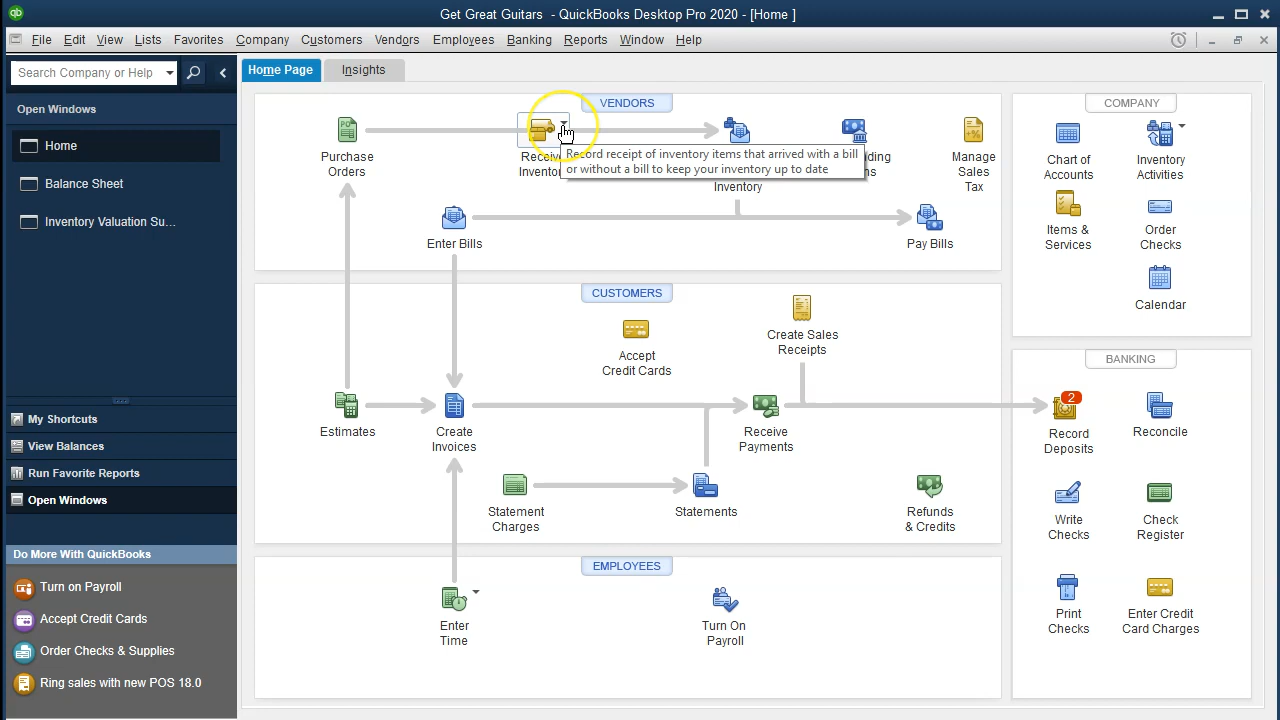 Get Great Guitars - QuickBooks Desktop Pro 2020 - [Home ]
File Edit View Lists Favorites Company Customers Vendors Employees Banking Reports Window Help
Search Company or Help
Home Page
Insights
Open Windows
Home
Balance Sheet
Inventory Valuation Su...
My Shortcuts
View Balances
Run Favorite Reports
Open Windows
Do More With QuickBooks
Turn on Payroll
Accept Credit Cards
Order Checks & Supplies
Ring sales with new POS 18.0
VENDORS
PO
Purchase
Orders
Record receipt of inventory items that arrived with a bill
or without a bill to keep your inventory up to date
Inventory
Manage
Sales
Tax
Enter Bills
Pay Bills
CUSTOMERS
Accept
Credit Cards
Create Sales
Receipts
Estimates
Create
Invoices
Receive
Payments
Statement
Charges
Statements
Refunds
& Credits
EMPLOYEES
Enter
Time
Turn On
Payroll
COMPANY
Chart of
Accounts
Inventory
Activities
Items &
Services
Order
Checks
Calendar
BANKING
2
Record
Deposits
Reconcile
Write
Checks
Check
Register
Print
Checks
Enter Credit
Card Charges